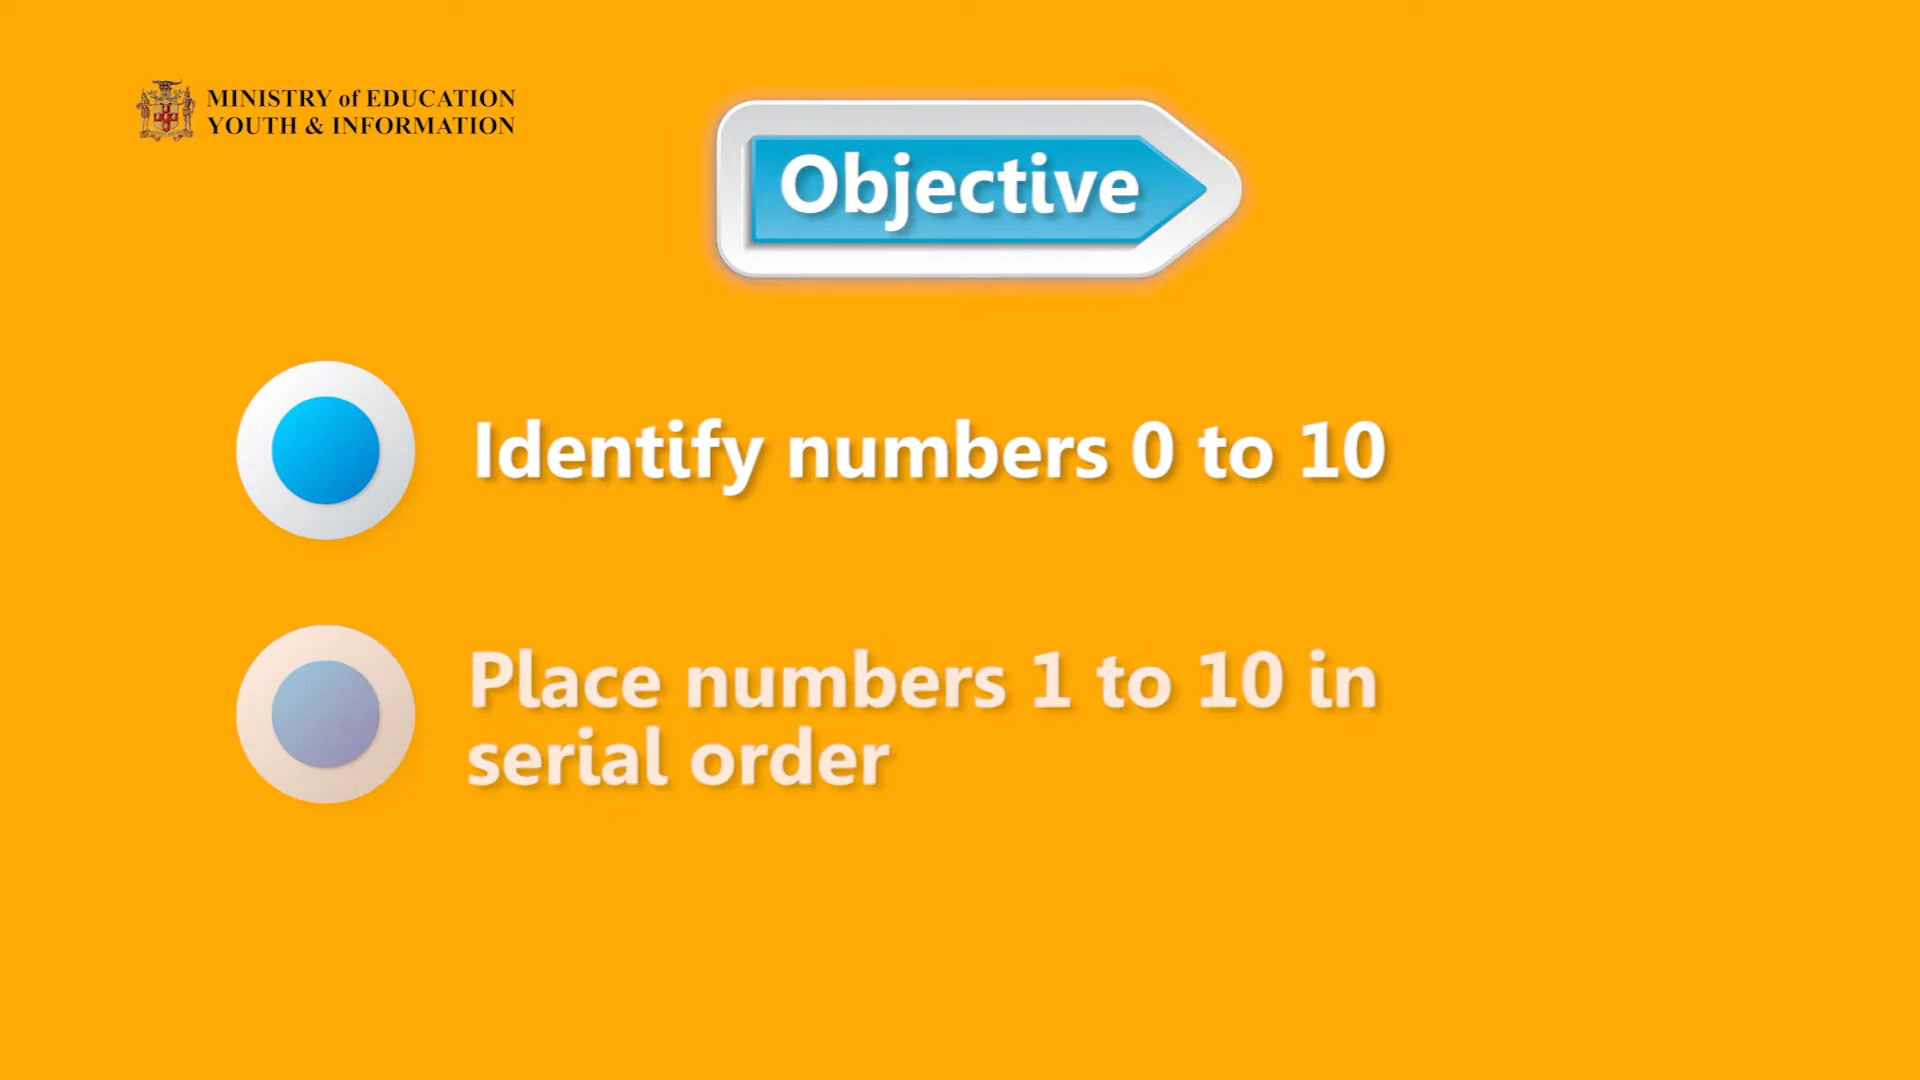 MINISTRY of EDUCATION
YOUTH & INFORMATION
Objective
Identify numbers 0 to 10
Place numbers 1 to 10 in
serial order